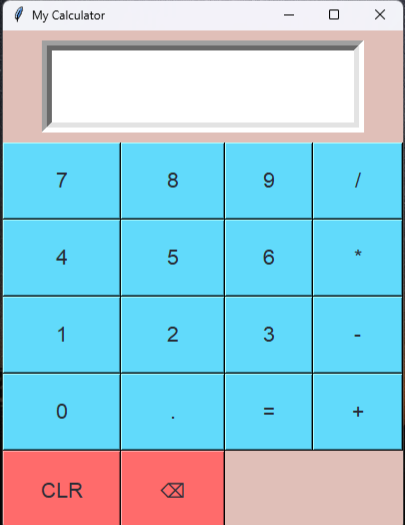 My Calculator
7 8 9 /
4 5 6 *
1 2 3 -
0 . = +
CLR ⌫